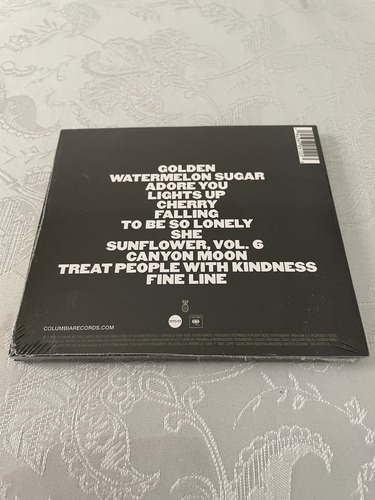 GOLDEN
WATERMELON SUGAR
ADORE YOU
LIGHTS UP
CHERRY
FALLING
TO BE SO LONELY
SHE
SUNFLOWER, VOL. 6
CANYON MOON
TREAT PEOPLE WITH KINDNESS
FINE LINE
COLUMBIARECORDS.COM